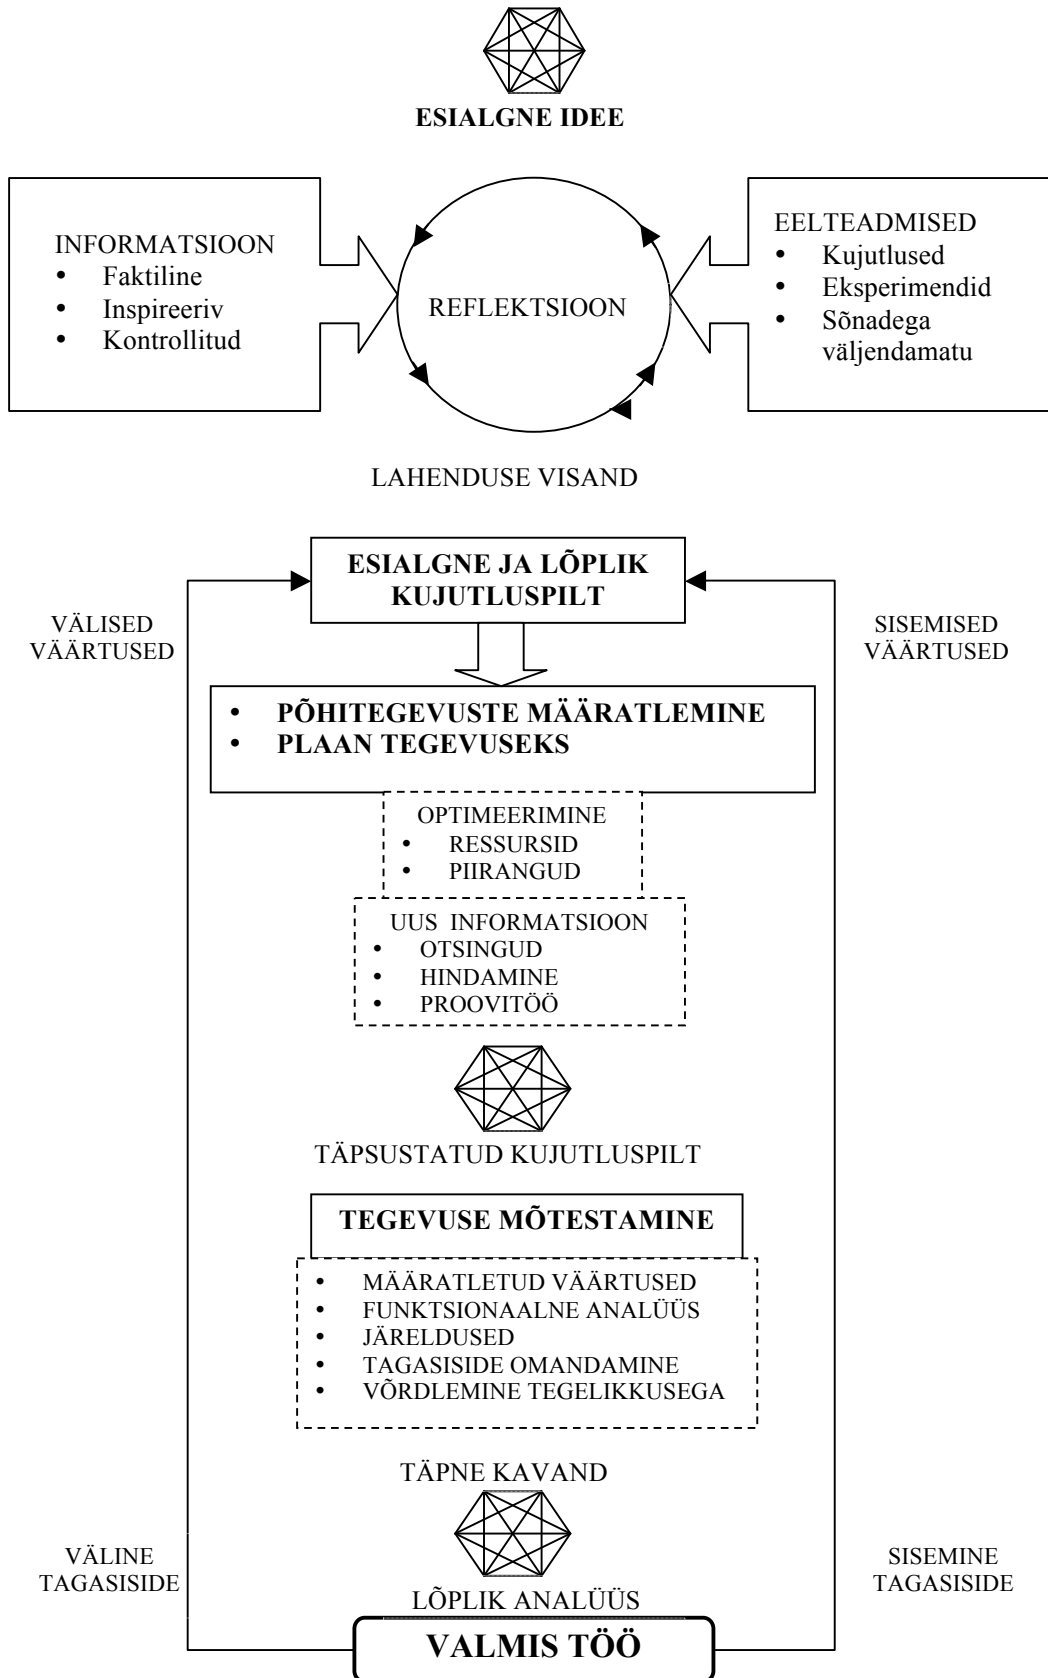 ESIALGNE IDEE
INFORMATSIOON
• Faktiline
• Inspireeriv
• Kontrollitud
REFLEKTSIOON
EELTEADMISED
• Kujutlused
• Eksperimendid
• Sõnadega
väljendamatu
LAHENDUSE VISAND
ESIALGNE JA LÕPLIK
KUJUTLUSPILT
VÄLISED
VÄÄRTUSED
SISEMISED
VÄÄRTUSED
• PÕHITEGEVUSTE MÄÄRATLEMINE
• PLAAN TEGEVUSEKS
OPTIMEERIMINE
• RESSURSID
• PIIRANGUD
UUS INFORMATSIOON
• OTSINGUD
• HINDAMINE
• PROOVITÖÖ
TÄPSUSTATUD KUJUTLUSPILT
TEGEVUSE MÕTESTAMINE
• MÄÄRATLETUD VÄÄRTUSED
• FUNKTSIONAALNE ANALÜÜS
• JÄRELDUSED
• TAGASISIDE OMANDAMINE
• VÕRDLEMINE TEGELIKKUSEGA
TÄPNE KAVAND
VÄLINE
TAGASISIDE
SISEMINE
TAGASISIDE
LÕPLIK ANALÜÜS
VALMIS TÖÖ